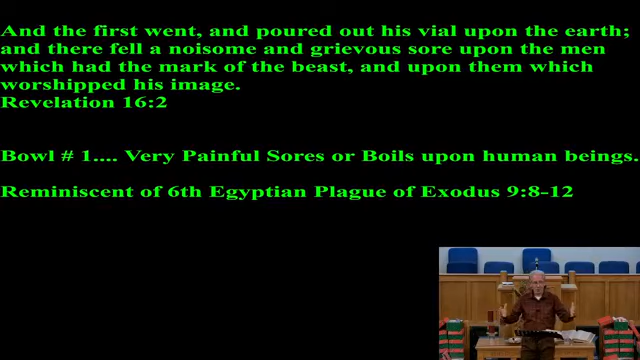 And the first went, and poured out his vial upon the earth;
and there fell a noisome and grievous sore upon the men
which had the mark of the beast, and upon them which
worshipped his image.
Revelation 16:2
Bowl # 1.... Very Painful Sores or Boils upon human beings.
Reminiscent of 6th Egyptian Plague of Exodus 9:8-12